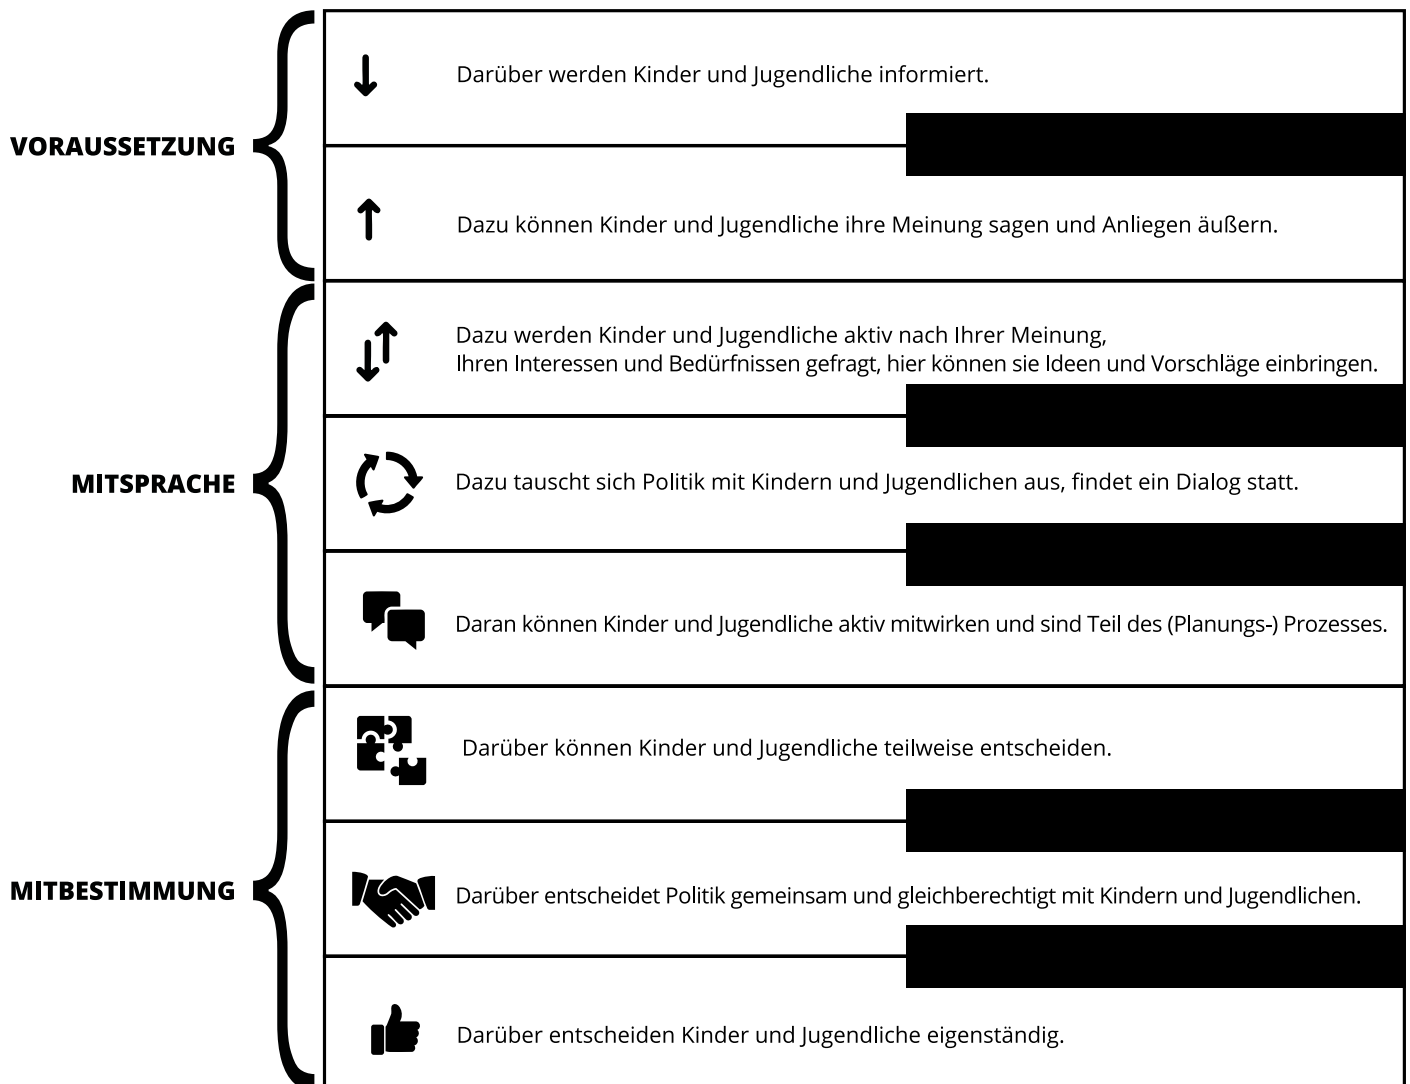 VORAUSSETZUNG
Darüber werden Kinder und Jugendliche informiert.
Dazu können Kinder und Jugendliche ihre Meinung sagen und Anliegen äußern.
MITSPRACHE
Dazu werden Kinder und Jugendliche aktiv nach Ihrer Meinung,
Ihren Interessen und Bedürfnissen gefragt, hier können sie Ideen und Vorschläge einbringen.
Dazu tauscht sich Politik mit Kindern und Jugendlichen aus, findet ein Dialog statt.
Daran können Kinder und Jugendliche aktiv mitwirken und sind Teil des (Planungs-) Prozesses.
MITBESTIMMUNG
Darüber können Kinder und Jugendliche teilweise entscheiden.
Darüber entscheidet Politik gemeinsam und gleichberechtigt mit Kindern und Jugendlichen.
Darüber entscheiden Kinder und Jugendliche eigenständig.